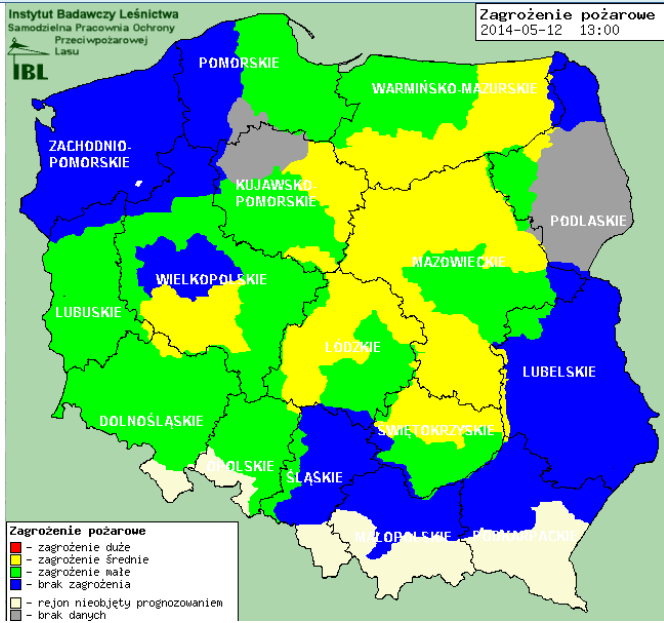 Instytut Badawczy Leśnictwa
Samodzielna Pracownia Ochrony
Przeciwpożarowej
Lasu
IBL
Zagrożenie pożarowe
2014-05-12 13:00
POMORSKIE
WARMIŃSKO-MAZURSKIE
ZACHODNIO-
POMORSKIE
KUJAWSKO-
POMORSKIE
PODLASKIE
MAZOWIECKIE
WIELKOPOLSKIE
LUBUSKIE
ŁÓDZKIE
LUBELSKIE
DOLNOŚLĄSKIE
ŚWIĘTOKRZYSKIE
OPOLSKIE
ŚLĄSKIE
MAŁOPOLSKIE
PODKARPACKIE
Zagrożenie pożarowe
- zagrożenie duże
- zagrożenie średnie
- zagrożenie małe
- brak zagrożenia
- rejon nieobjęty prognozowaniem
- brak danych